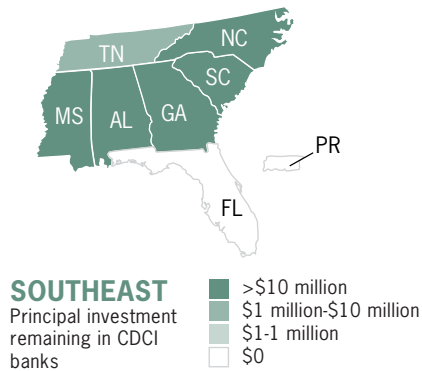 NC
TN
SC
MS
AL
GA
PR
FL
SOUTHEAST
Principal investment
remaining in CDCI
banks
>$10 million
$1 million-$10 million
$1-1 million
$0